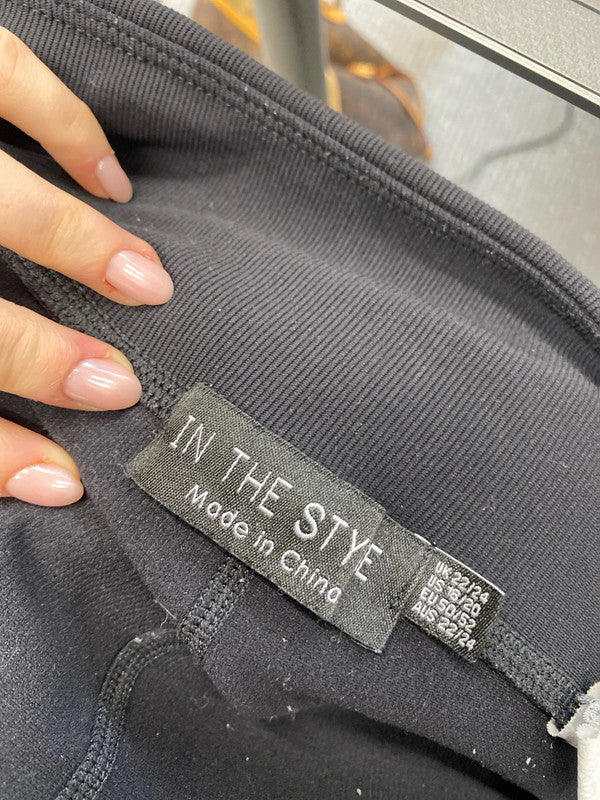 IN THE STYE
Made in China
UK 22/24
US 18/20
EU 50/52
AUS 22/24